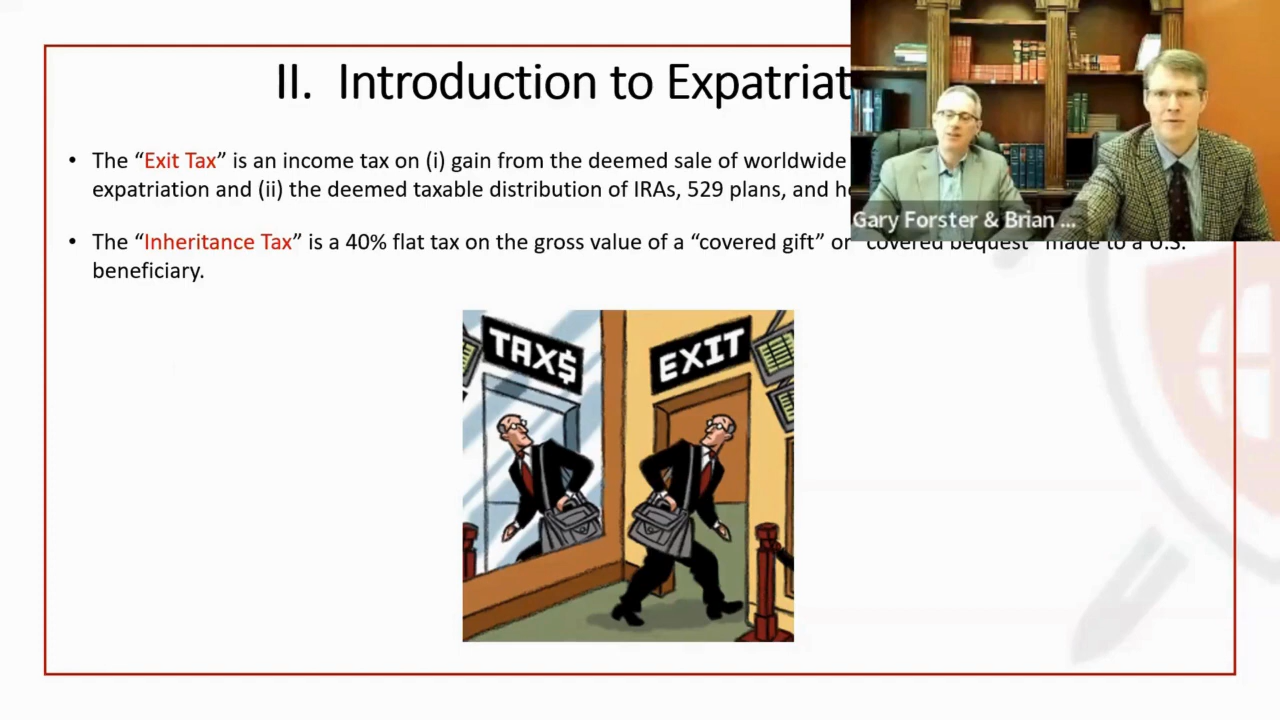 II. Introduction to Expatriat
• The “Exit Tax” is an income tax on (i) gain from the deemed sale of worldwide
expatriation and (ii) the deemed taxable distribution of IRAs, 529 plans, and h
• The “Inheritance Tax” is a 40% flat tax on the gross value of a “covered gift” or “covered bequest” made to a U.S.
beneficiary.
Gary Forster & Brian ...
TAX$
EXIT